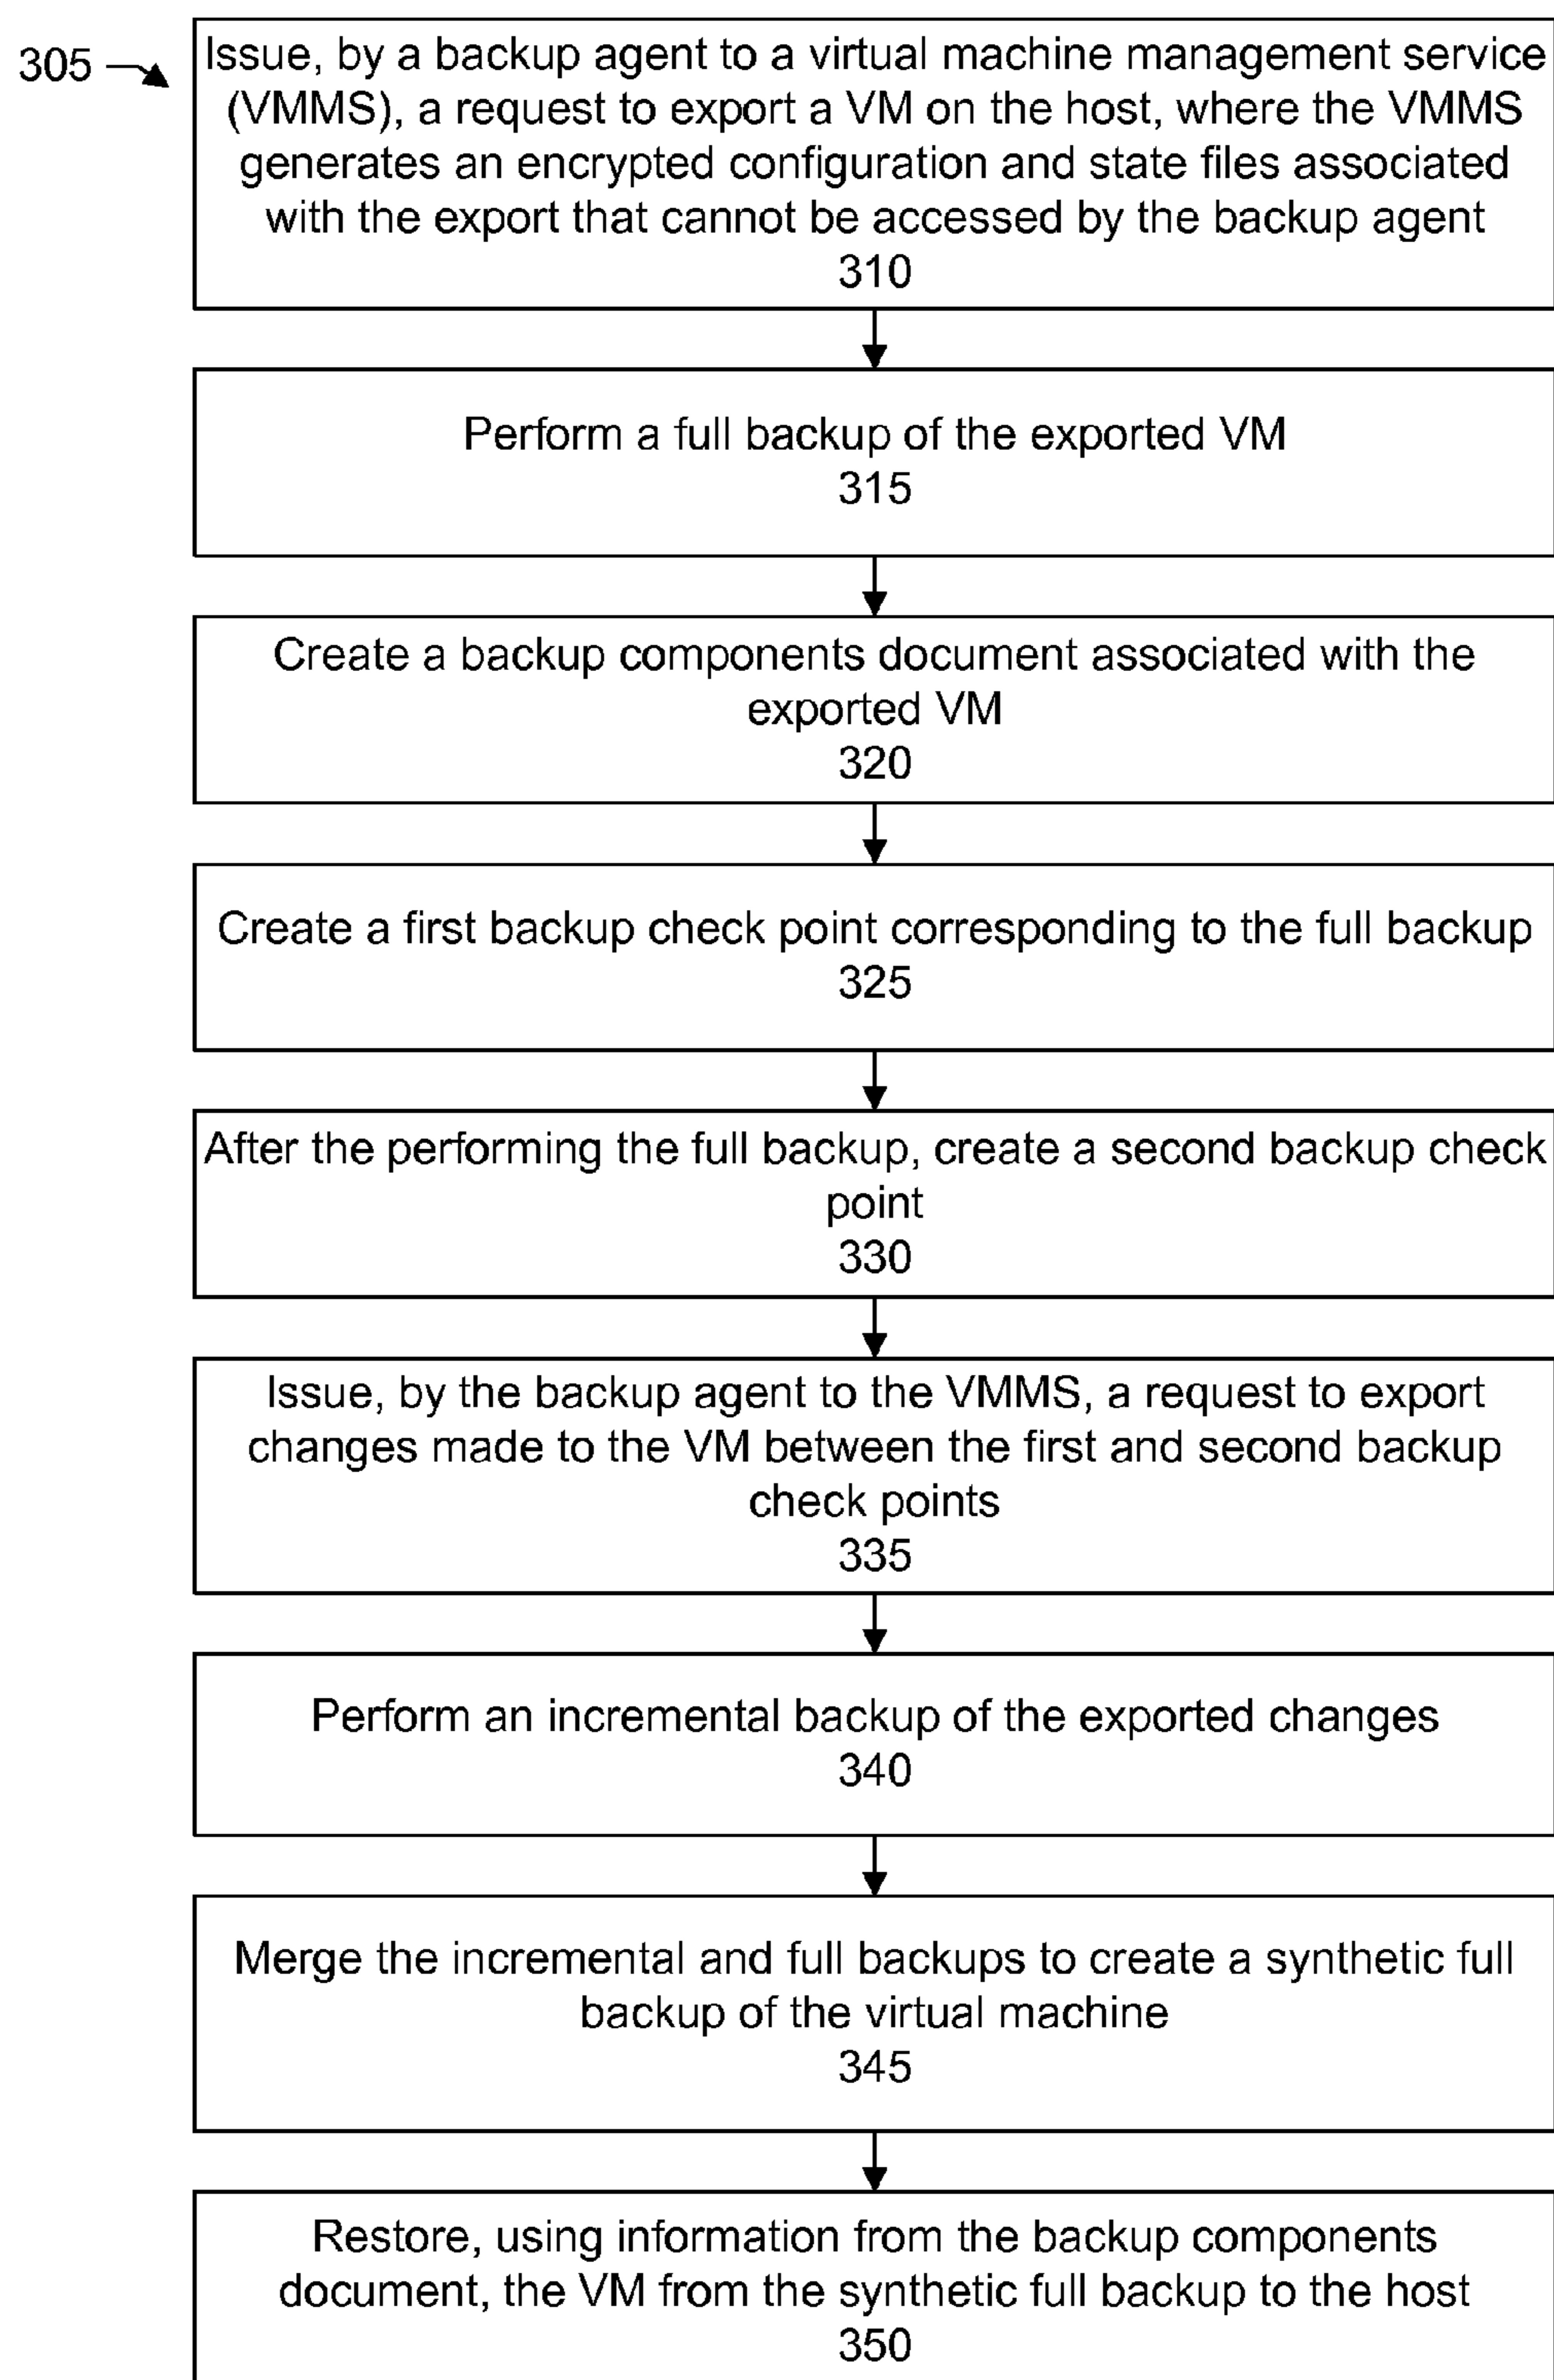 305
Issue, by a backup agent to a virtual machine management service
(VMMS), a request to export a VM on the host, where the VMMS
generates an encrypted configuration and state files associated
with the export that cannot be accessed by the backup agent
310
Perform a full backup of the exported VM
315
Create a backup components document associated with the
exported VM
320
Create a first backup check point corresponding to the full backup
325
After the performing the full backup, create a second backup check
point
330
Issue, by the backup agent to the VMMS, a request to export
changes made to the VM between the first and second backup
check points
335
Perform an incremental backup of the exported changes
340
Merge the incremental and full backups to create a synthetic full
backup of the virtual machine
345
Restore, using information from the backup components
document, the VM from the synthetic full backup to the host
350